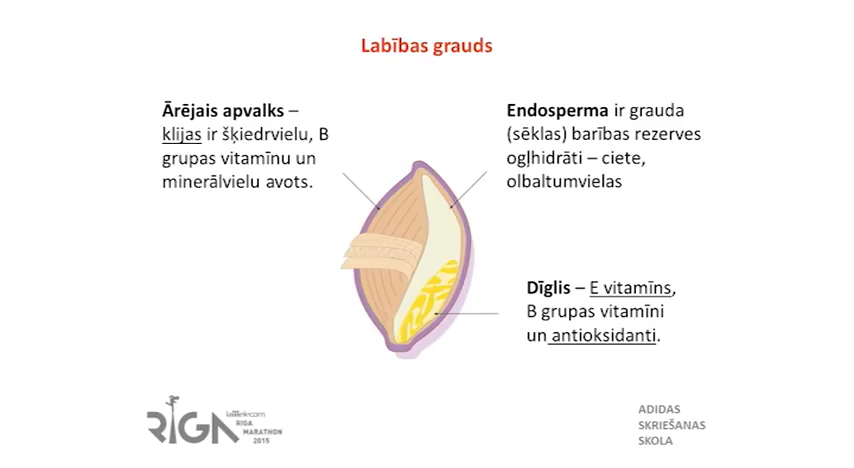 Labības grauds
Ārējais apvalks –
klijas ir šķiedrvielu, B
grupas vitamīnu un
minerālvielu avots.
Endosperma ir grauda
(sēklas) barības rezerves
ogļhidrāti – ciete,
olbaltumvielas
Dīglis – E vitamīns,
B grupas vitamīni
un antioksidanti.
RIGA
lattelecom
RIGA
MARATHON
2015
ADIDAS
SKRIEŠANAS
SKOLA